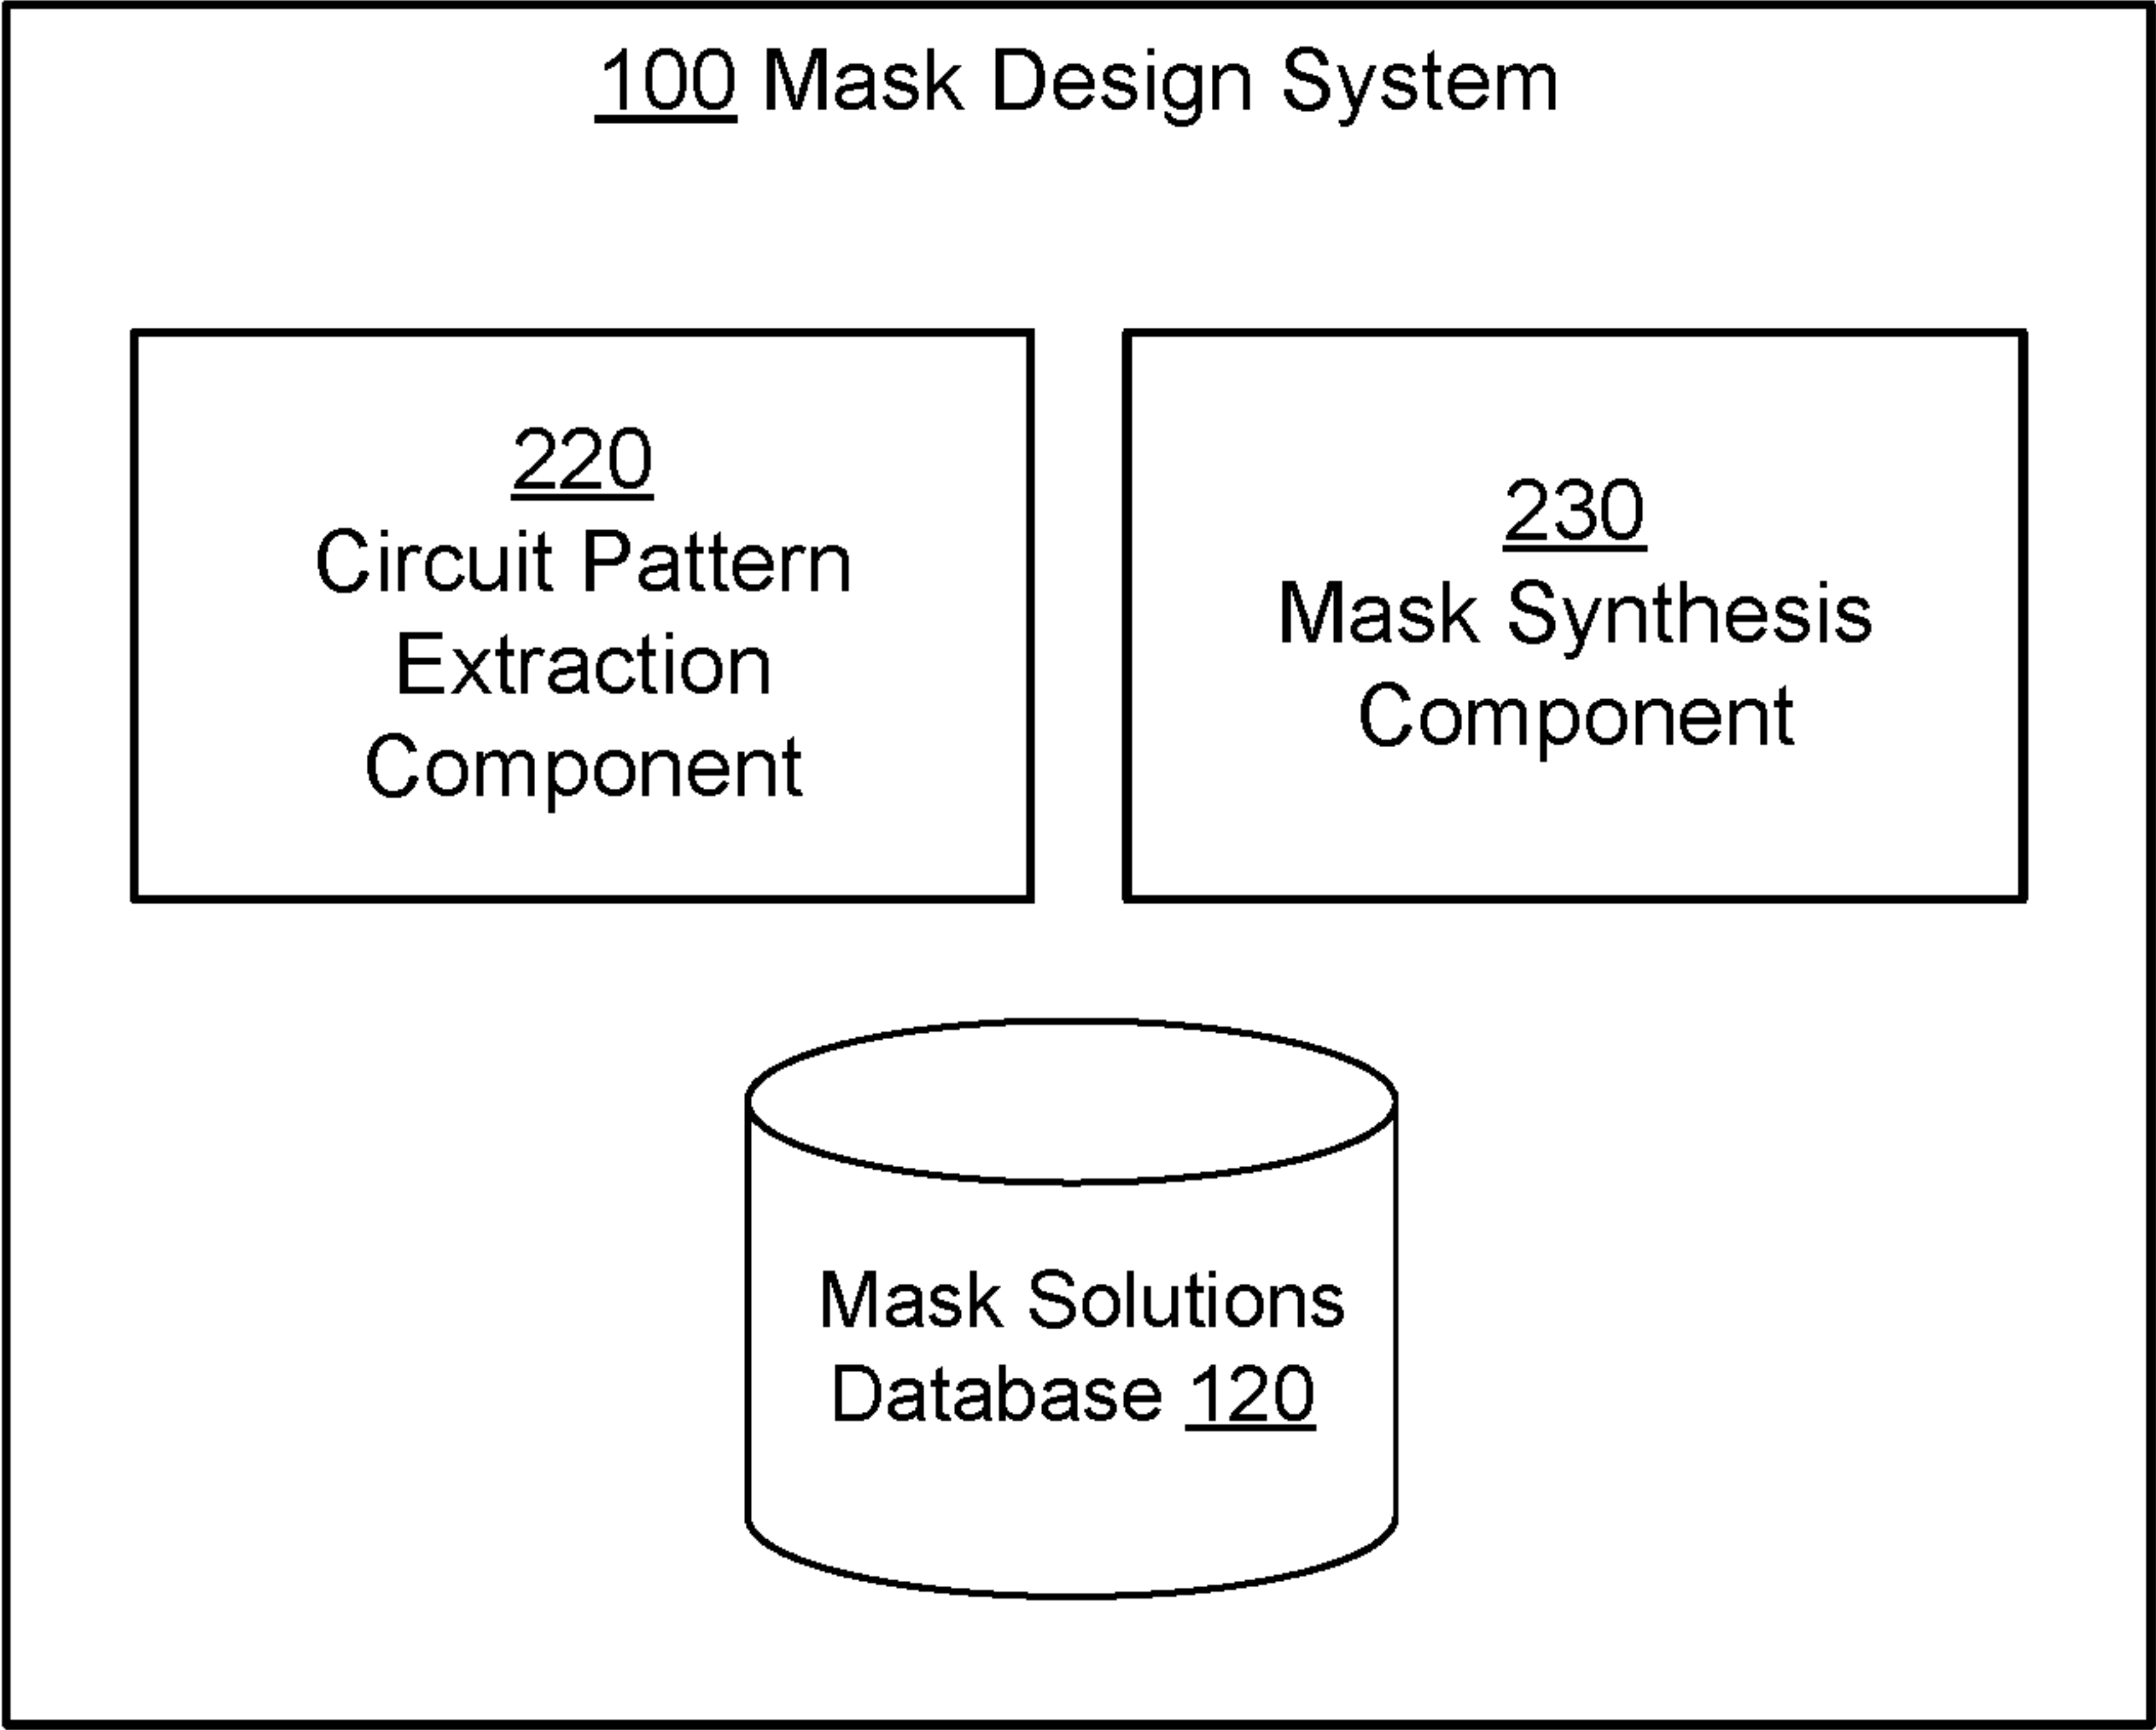 100 Mask Design System
220
Circuit Pattern
Extraction
Component
230
Mask Synthesis
Component
Mask Solutions
Database 120